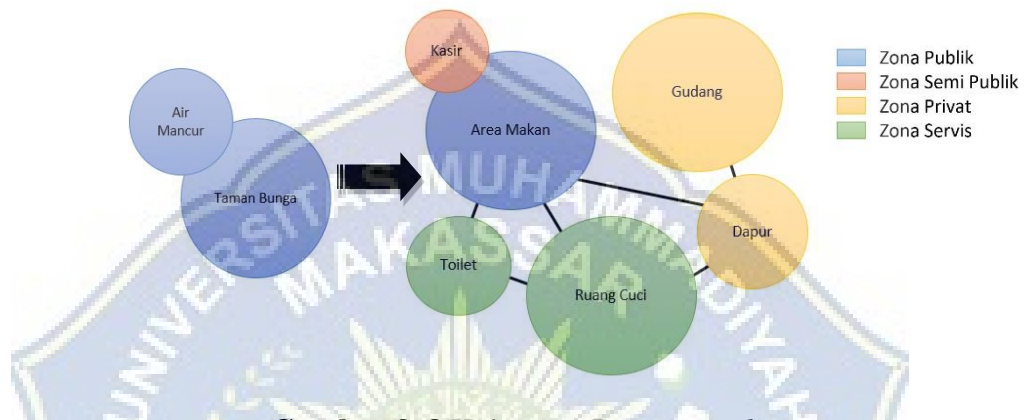 Kasir
Air
Mancur
Area Makan
Gudang
Taman Bunga
Toilet
Ruang Cuci
Dapur
Zona Publik
Zona Semi Publik
Zona Privat
Zona Servis
UNIVERSITAS MUHAMMADIYAH
MAKASSAR